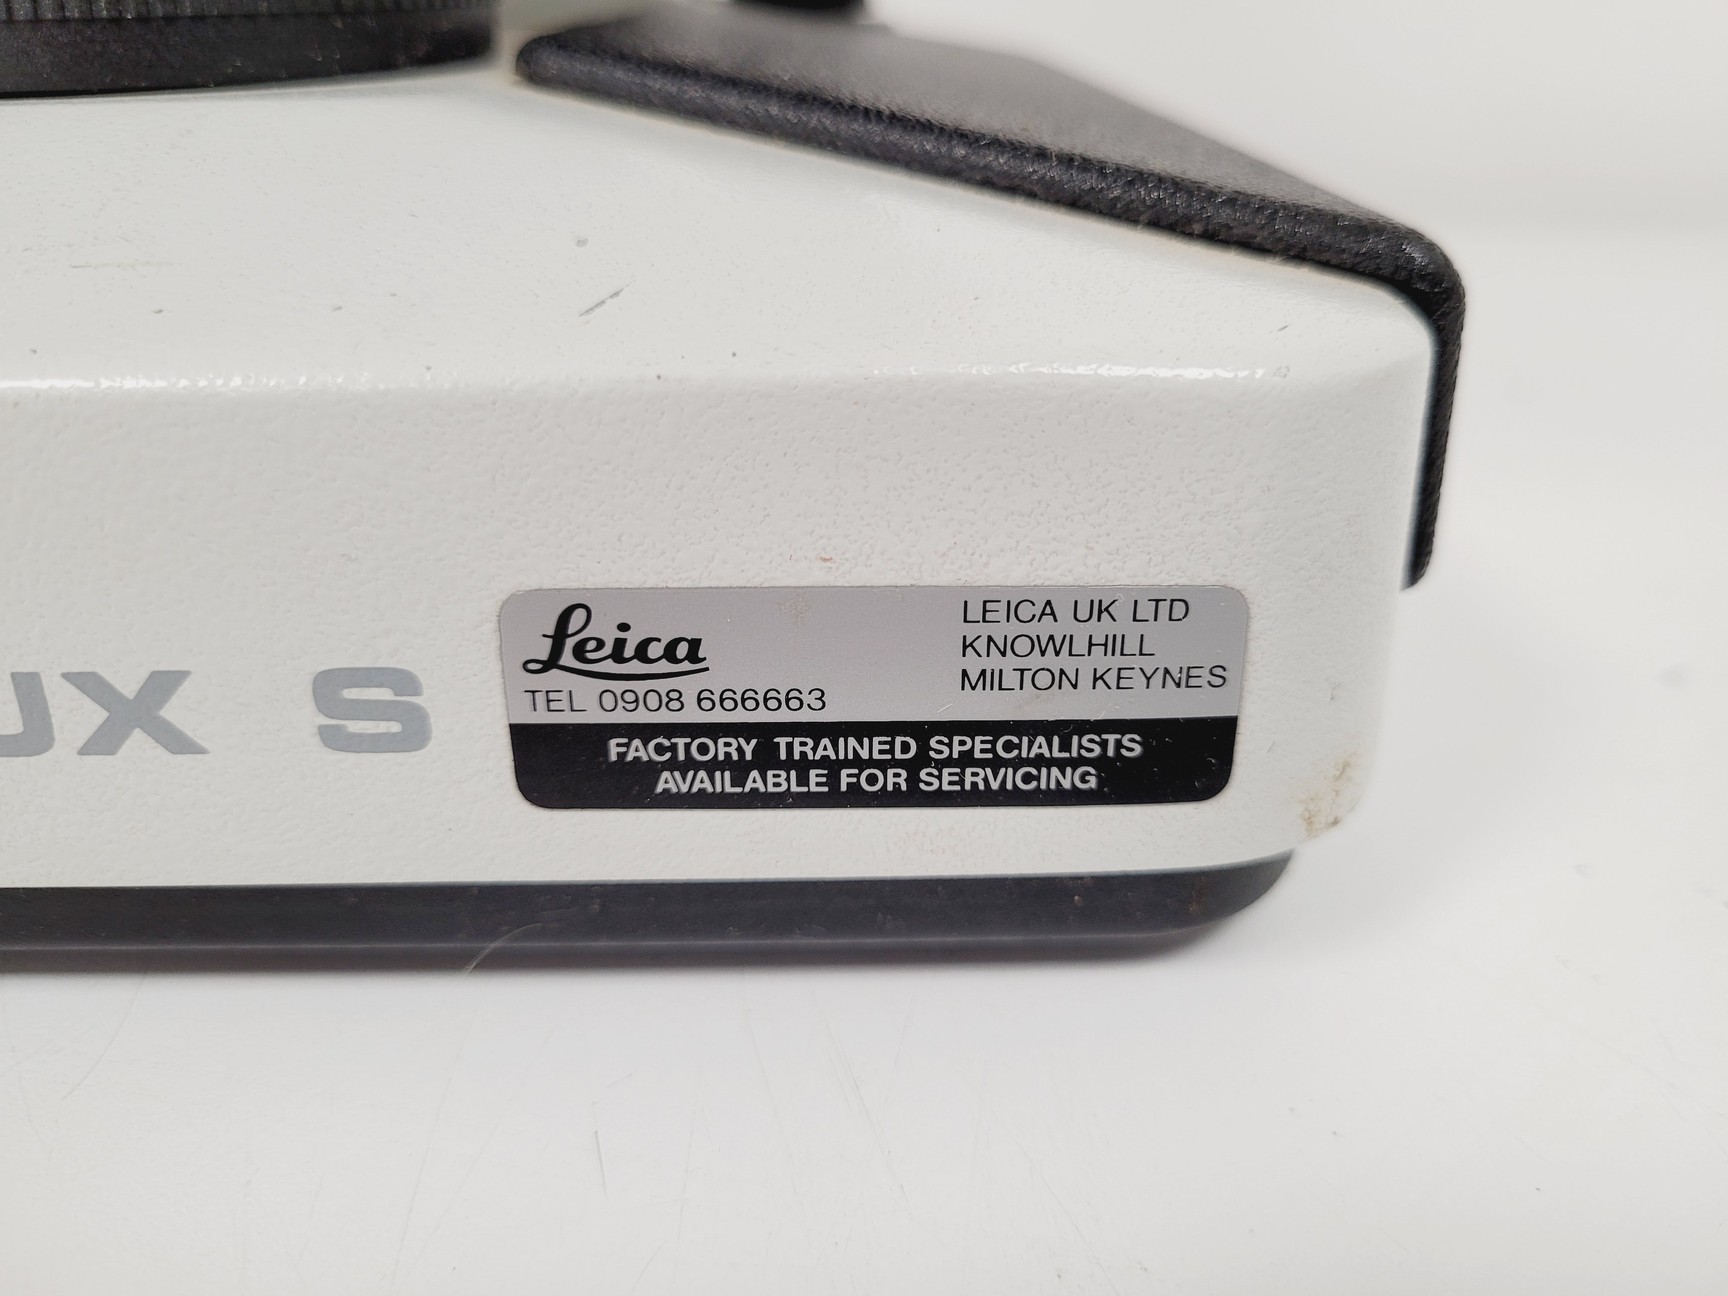 UX S
Leica
TEL 0908 666663
LEICA UK LTD
KNOWLHILL
MILTON KEYNES
FACTORY TRAINED SPECIALISTS
AVAILABLE FOR SERVICING